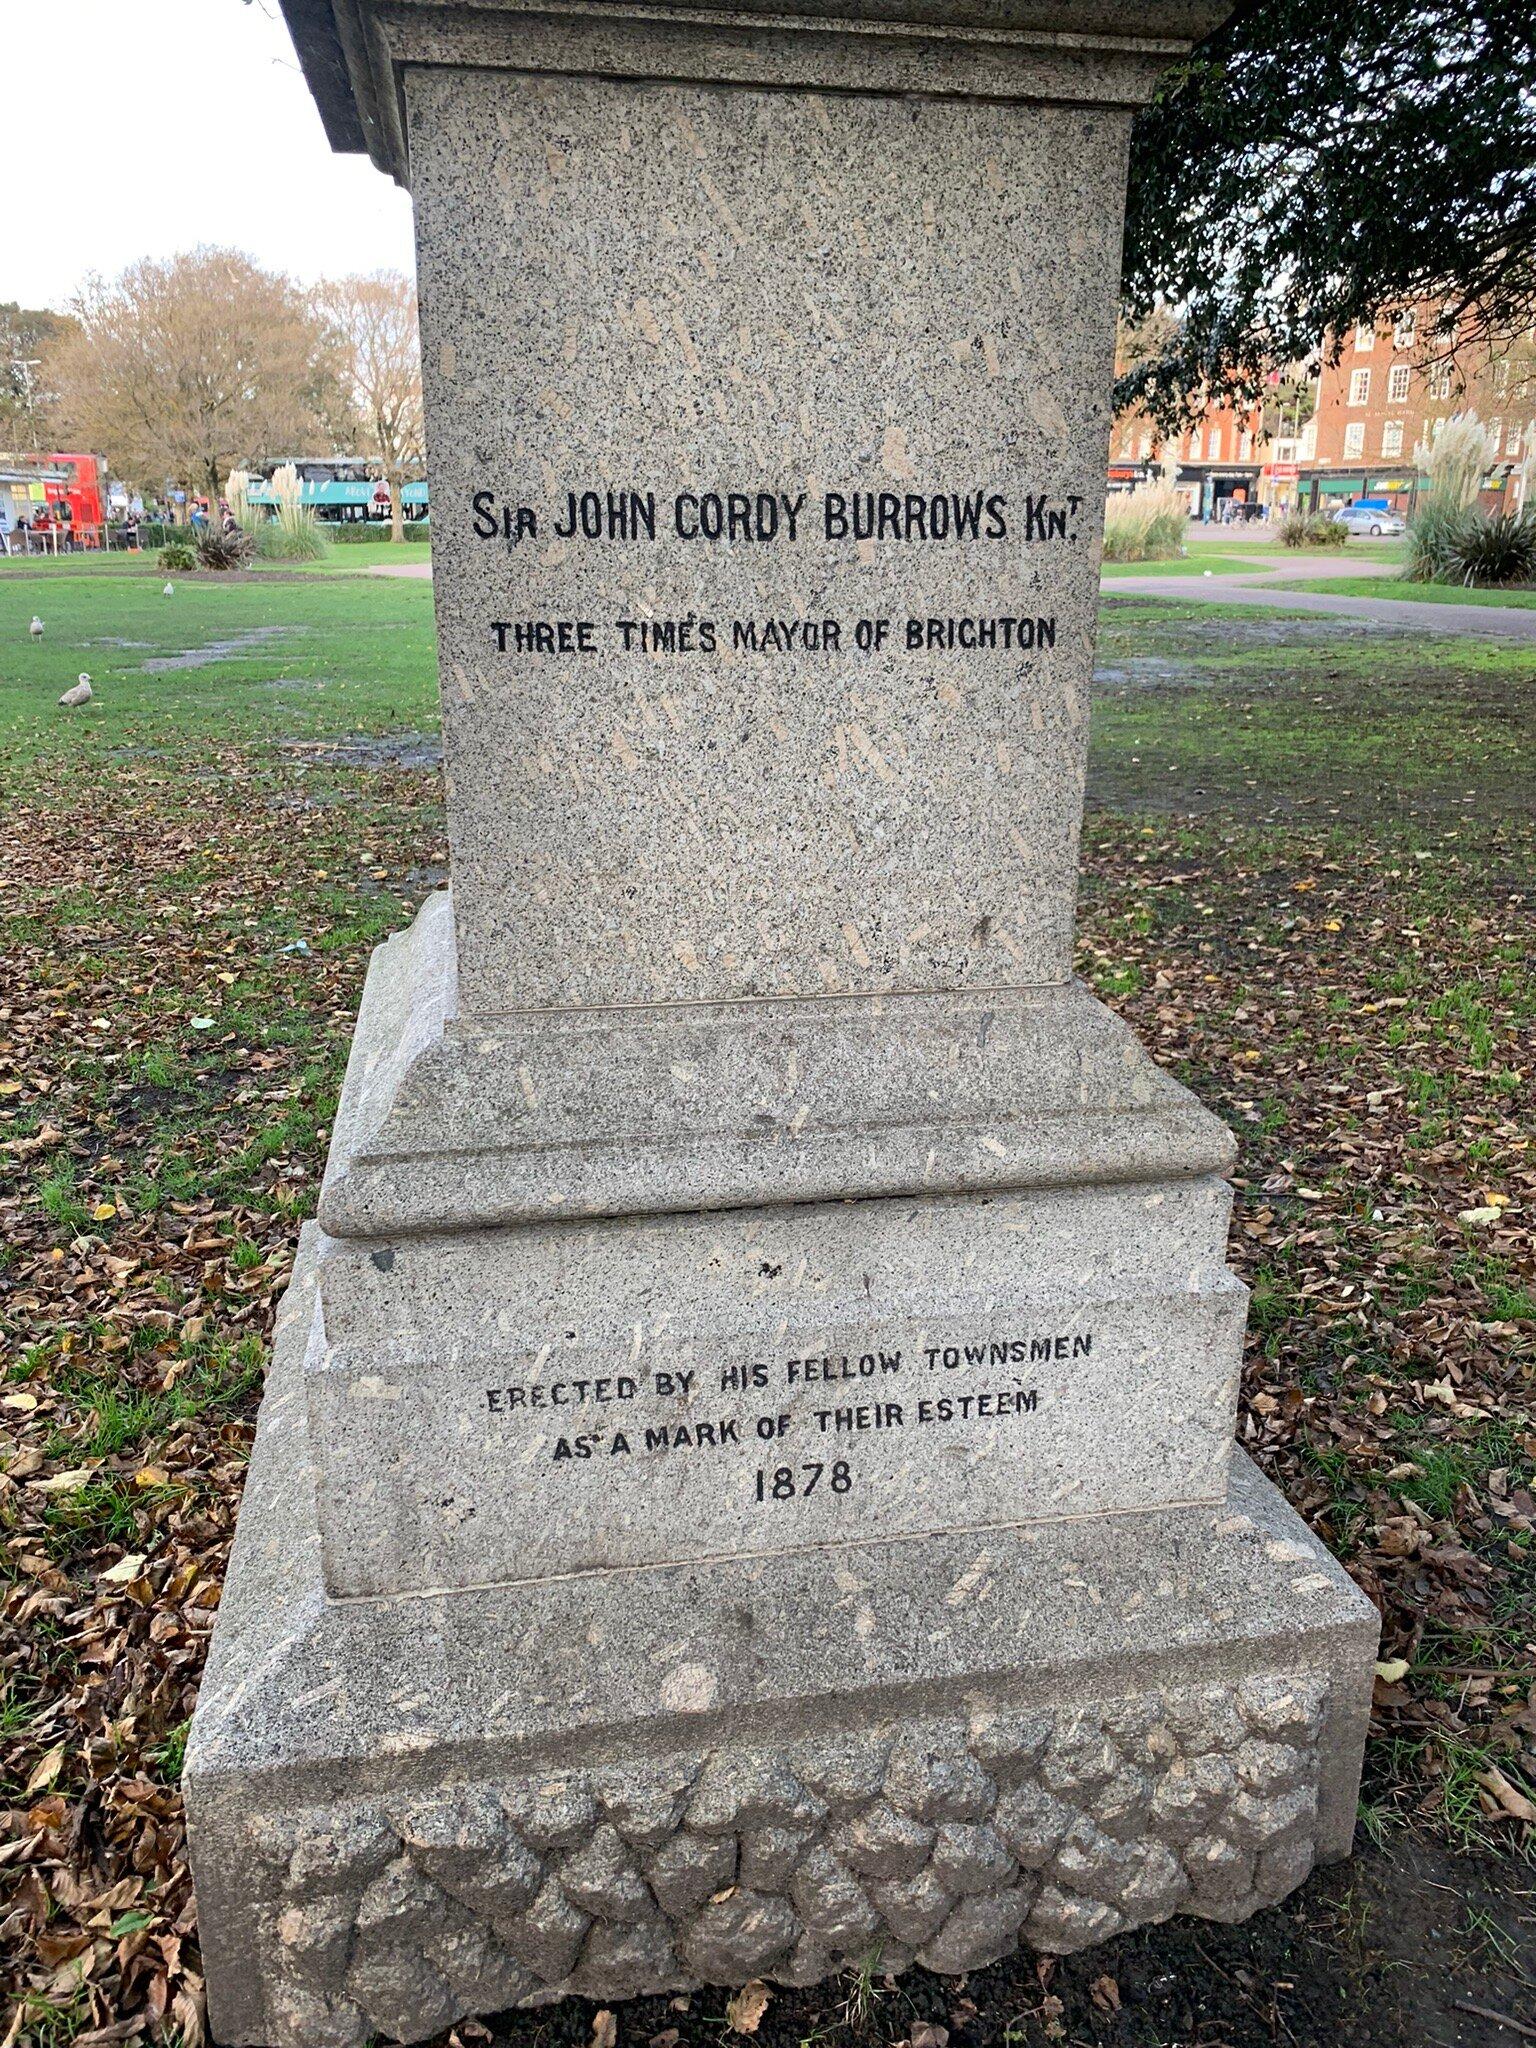 SIR JOHN CORDY BURROWS KNT.
THREE TIMES MAYOR OF BRIGHTON
ERECTED BY HIS FELLOW TOWNSMEN
AS A MARK OF THEIR ESTEEM
1878